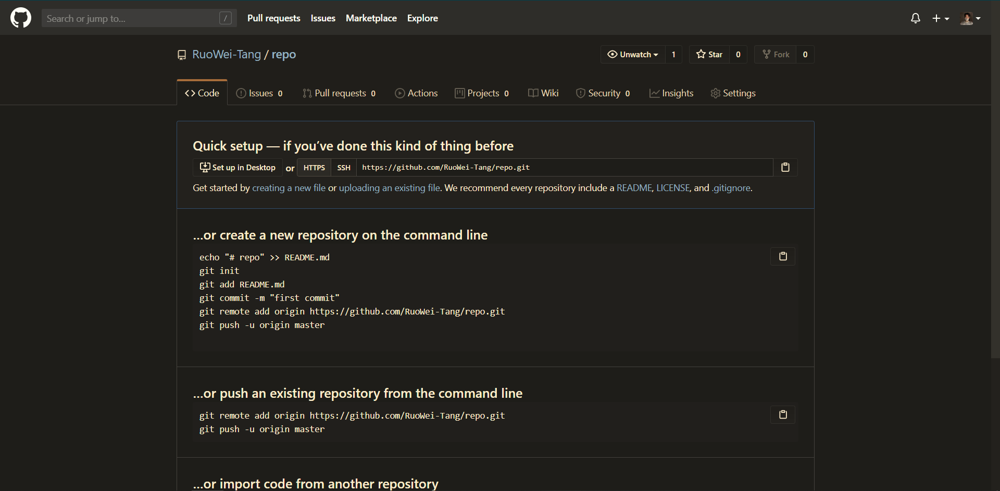 Search or jump to... / Pull requests Issues Marketplace Explore
RuoWei-Tang / repo Unwatch 1 Star 0 Fork 0
Code Issues 0 Pull requests 0 Actions Projects 0 Wiki Security 0 Insights Settings
Quick setup — if you’ve done this kind of thing before
Set up in Desktop or HTTPS SSH https://github.com/RuoWei-Tang/repo.git
Get started by creating a new file or uploading an existing file. We recommend every repository include a README, LICENSE, and .gitignore.
…or create a new repository on the command line
echo "# repo" >> README.md
git init
git add README.md
git commit -m "first commit"
git remote add origin https://github.com/RuoWei-Tang/repo.git
git push -u origin master
…or push an existing repository from the command line
git remote add origin https://github.com/RuoWei-Tang/repo.git
git push -u origin master
…or import code from another repository